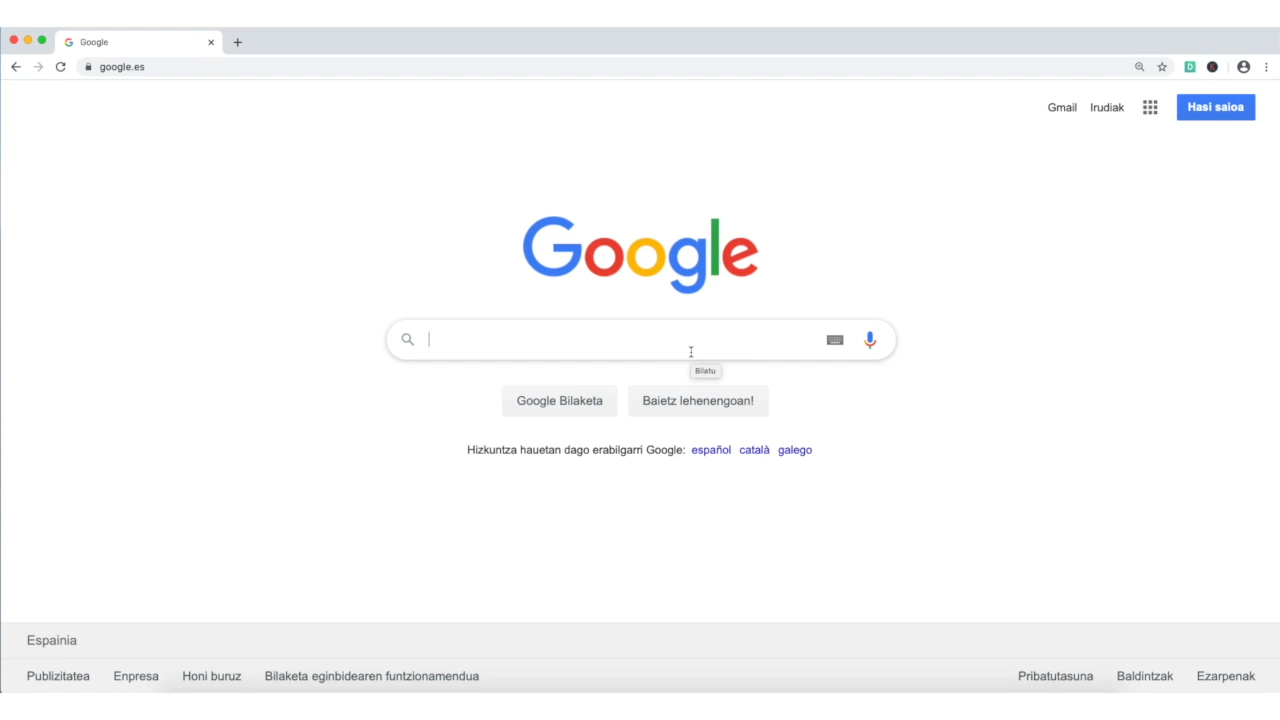 Google
google.es
Gmail Irudiak Hasi saioa
Google
Bilatu
Google Bilaketa Baietz lehenengoan!
Hizkuntza hauetan dago erabilgarri Google: español català galego
Espainia
Publizitatea Enpresa Honi buruz Bilaketa eginbidearen funtzionamendua Pribatutasuna Baldintzak Ezarpenak